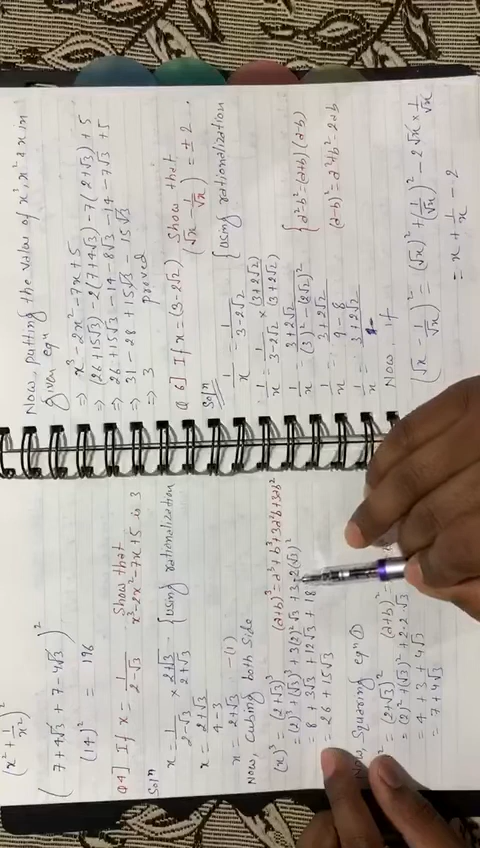 (x² + 1/x²)²
(7+4√3 + 7-4√3)²
(14)² = 196
Q4] If x = 1/(2-√3) Show that
x³-2x²-7x+5 is 3
Solⁿ
x = 1/(2-√3) × (2+√3)/(2+√3) - {using rationalization
x = (2+√3)/(4-3)
x = 2+√3 -(1)
Now, Cubing both Side
(x)³ = (2+√3)³ (a+b)³ = a³+b³+3a²b+3ab²
= (2)³+(√3)³+3(2)²√3+3·2(√3)²
= 8+3√3+12√3+18
= 26+15√3
Now, Squaring eqⁿ ①
² = (2+√3)² (a+b)² =
= (2)²+(√3)²+2·2·√3
= 4+3+4√3
= 7+4√3
Now, putting the value of x³, x² & x in
given eqⁿ
⇒ x³-2x²-7x+5
⇒ (26+15√3)-2(7+4√3)-7(2+√3)+5
⇒ 26+15√3-14-8√3-14-7√3+5
⇒ 31-28+15√3-15√3
⇒ 3 proved
Q 6] If x = (3-2√2), Show that
(√x - 1/√x) = ±2.
Solⁿ
1/x = 1/(3-2√2) {using rationalization
1/x = 1/(3-2√2) × (3+2√2)/(3+2√2)
1/x = (3+2√2)/((3)²-(2√2)²) {a²-b² = (a+b)(a-b)
1/x = (3+2√2)/(9-8) (a-b)² = a²+b²-2ab
1/x = (3+2√2)/1
Now, if
(√x - 1/√x)² = (√x)²+(1/√x)²-2√x × 1/√x
= x + 1/x - 2